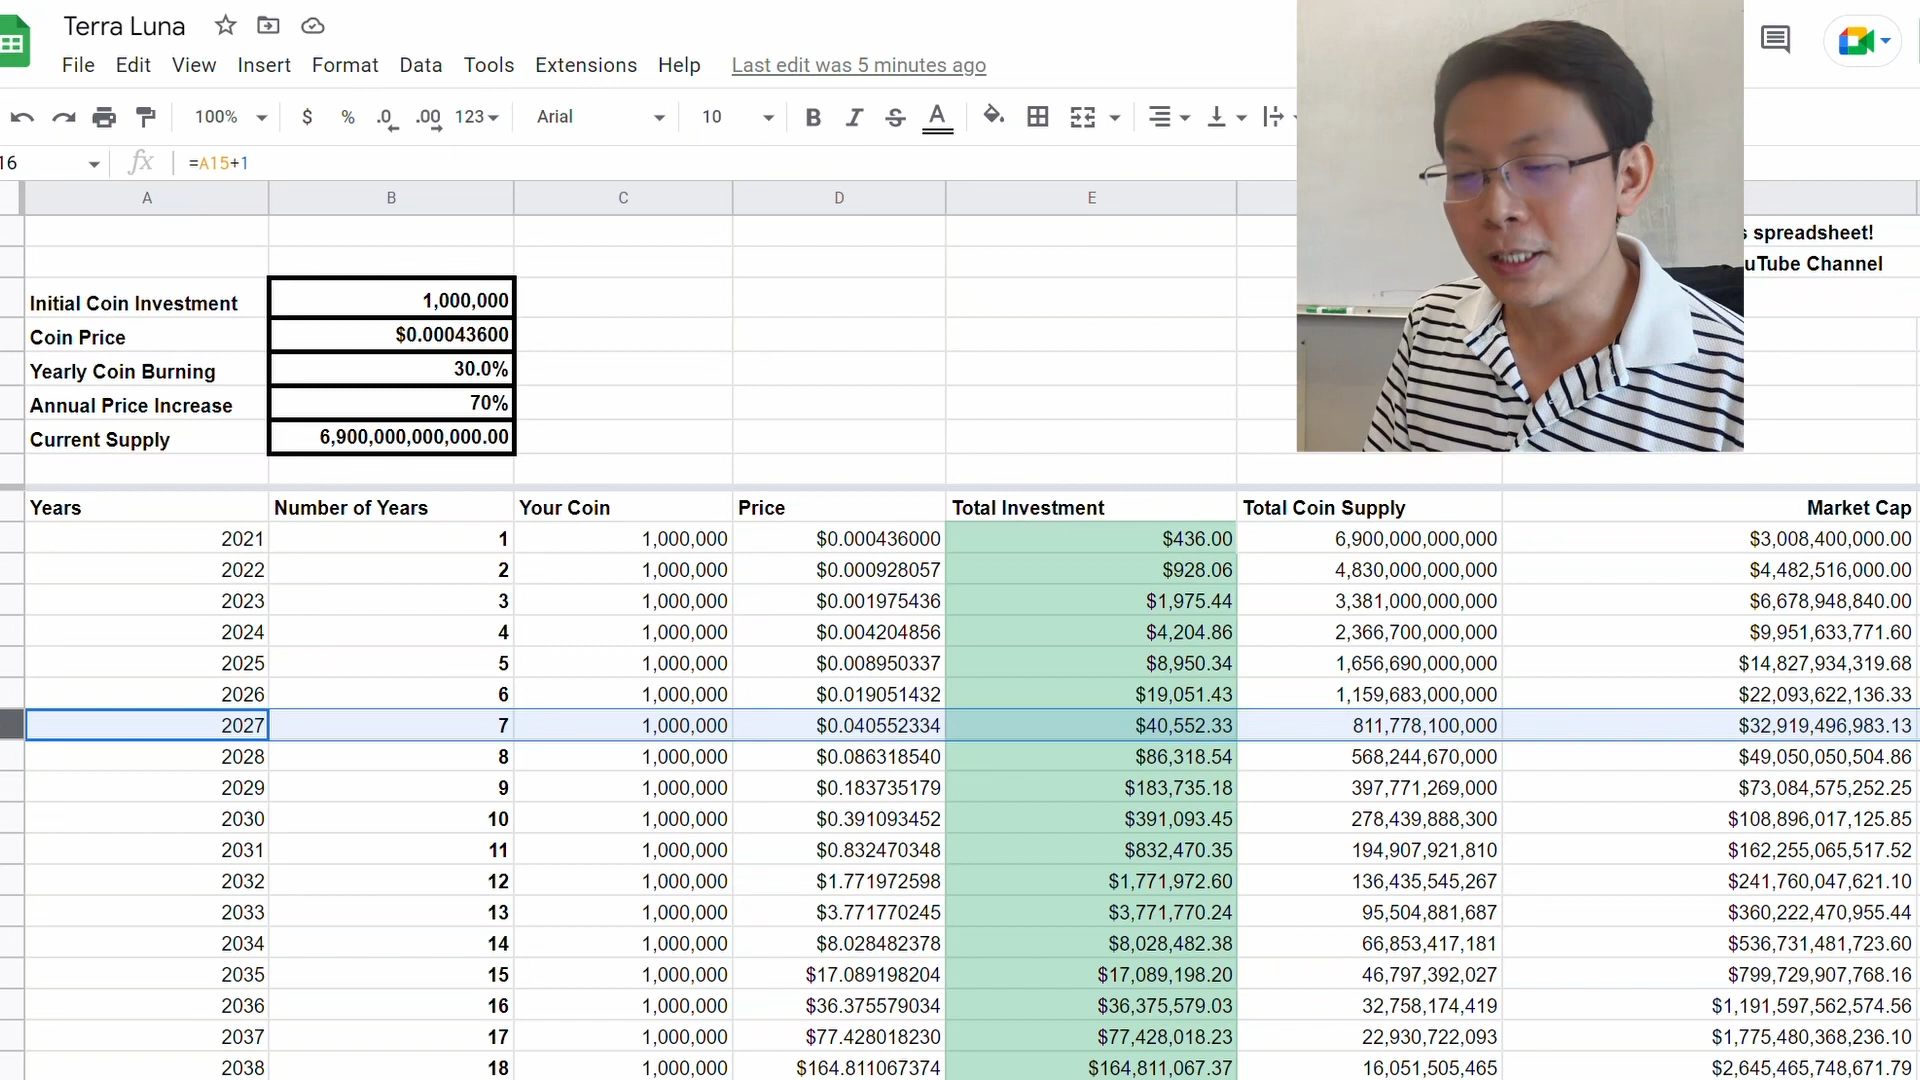 Terra Luna
File Edit View Insert Format Data Tools Extensions Help Last edit was 5 minutes ago
100% $ % .0 .00 123 Arial 10 B I S A
16 fx =A15+1
A B C D E
s spreadsheet!
uTube Channel
Initial Coin Investment 1,000,000
Coin Price $0.00043600
Yearly Coin Burning 30.0%
Annual Price Increase 70%
Current Supply 6,900,000,000,000.00
Years Number of Years Your Coin Price Total Investment Total Coin Supply Market Cap
2021 1 1,000,000 $0.000436000 $436.00 6,900,000,000,000 $3,008,400,000.00
2022 2 1,000,000 $0.000928057 $928.06 4,830,000,000,000 $4,482,516,000.00
2023 3 1,000,000 $0.001975436 $1,975.44 3,381,000,000,000 $6,678,948,840.00
2024 4 1,000,000 $0.004204856 $4,204.86 2,366,700,000,000 $9,951,633,771.60
2025 5 1,000,000 $0.008950337 $8,950.34 1,656,690,000,000 $14,827,934,319.68
2026 6 1,000,000 $0.019051432 $19,051.43 1,159,683,000,000 $22,093,622,136.33
2027 7 1,000,000 $0.040552334 $40,552.33 811,778,100,000 $32,919,496,983.13
2028 8 1,000,000 $0.086318540 $86,318.54 568,244,670,000 $49,050,050,504.86
2029 9 1,000,000 $0.183735179 $183,735.18 397,771,269,000 $73,084,575,252.25
2030 10 1,000,000 $0.391093452 $391,093.45 278,439,888,300 $108,896,017,125.85
2031 11 1,000,000 $0.832470348 $832,470.35 194,907,921,810 $162,255,065,517.52
2032 12 1,000,000 $1.771972598 $1,771,972.60 136,435,545,267 $241,760,047,621.10
2033 13 1,000,000 $3.771770245 $3,771,770.24 95,504,881,687 $360,222,470,955.44
2034 14 1,000,000 $8.028482378 $8,028,482.38 66,853,417,181 $536,731,481,723.60
2035 15 1,000,000 $17.089198204 $17,089,198.20 46,797,392,027 $799,729,907,768.16
2036 16 1,000,000 $36.375579034 $36,375,579.03 32,758,174,419 $1,191,597,562,574.56
2037 17 1,000,000 $77.428018230 $77,428,018.23 22,930,722,093 $1,775,480,368,236.10
2038 18 1,000,000 $164.811067374 $164,811,067.37 16,051,505,465 $2,645,465,748,671.79